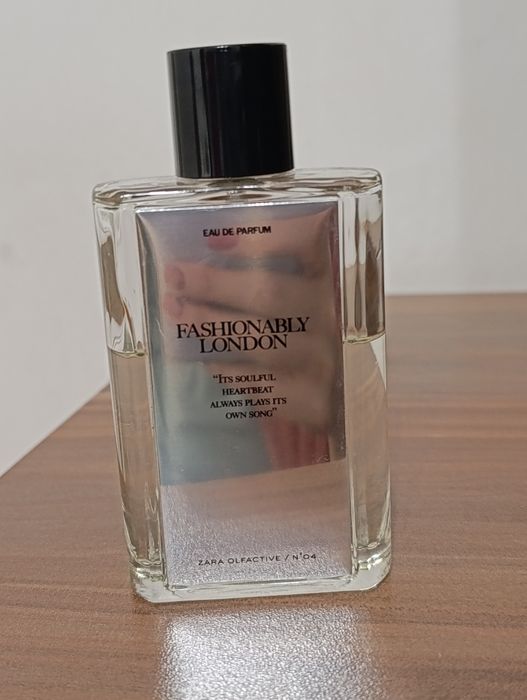 EAU DE PARFUM
FASHIONABLY
LONDON
“ITS SOULFUL
HEARTBEAT
ALWAYS PLAYS ITS
OWN SONG”
ZARA OLFACTIVE / N°04